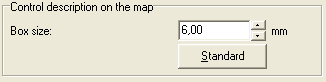 Control description on the map
Box size: 6,00 mm
Standard